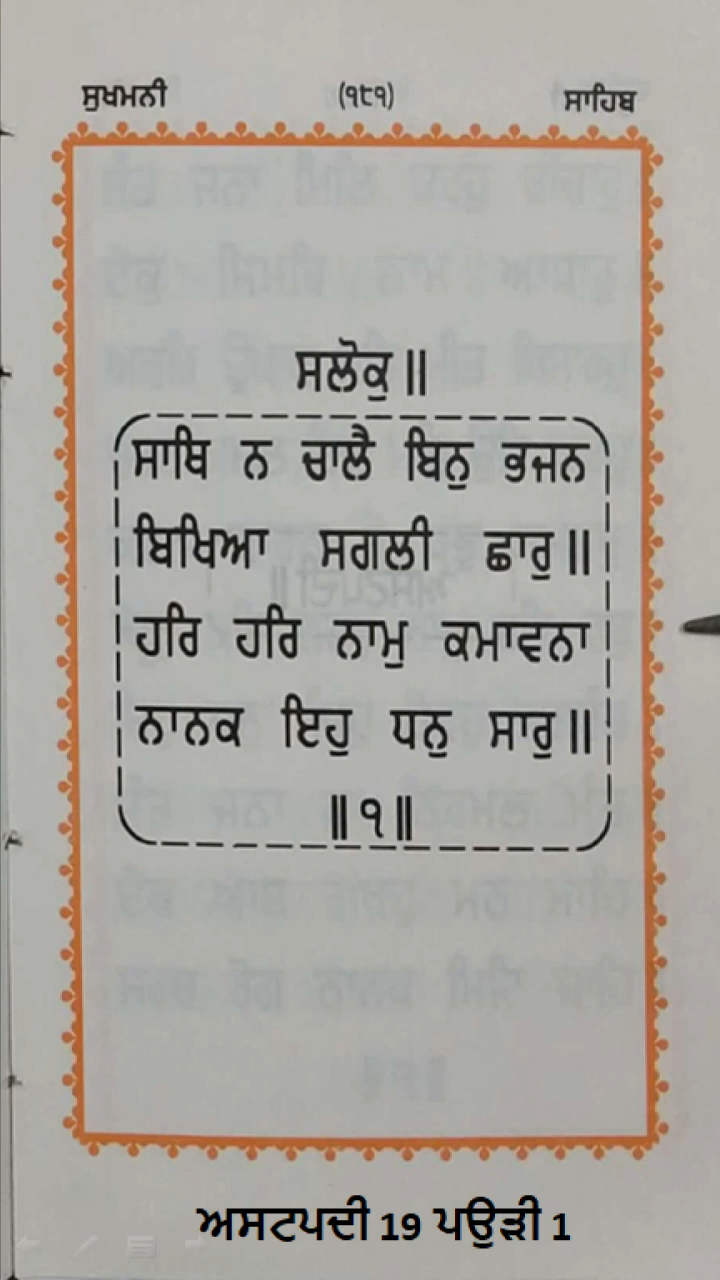 ਸੁਖਮਨੀ (੧੮੧) ਸਾਹਿਬ
ਸਲੋਕੁ ॥
ਸਾਥਿ ਨ ਚਾਲੈ ਬਿਨੁ ਭਜਨ
ਬਿਖਿਆ ਸਗਲੀ ਛਾਰੁ ॥
ਹਰਿ ਹਰਿ ਨਾਮੁ ਕਮਾਵਨਾ
ਨਾਨਕ ਇਹੁ ਧਨੁ ਸਾਰੁ ॥
॥੧॥
ਅਸਟਪਦੀ 19 ਪਉੜੀ 1